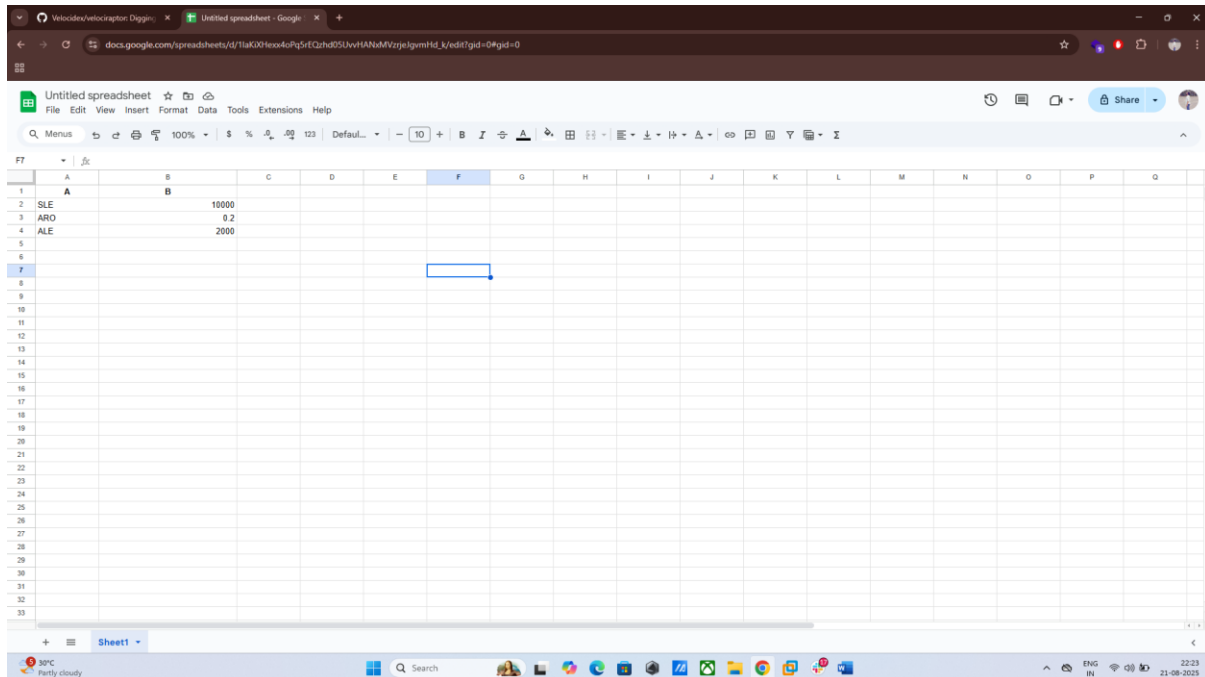 Velocidex/velociraptor: Digging
Untitled spreadsheet - Google
docs.google.com/spreadsheets/d/1IaKiXHexx4oPq5rEQzhd05UvvHANxMVzrjeJgvmHd_k/edit?gid=0#gid=0
Untitled spreadsheet
File Edit View Insert Format Data Tools Extensions Help
Share
Menus 100% $ % .0 .00 123 Defaul... 10 B I A
F7 fx
A B C D E F G H I J K L M N O P Q
1 A B
2 SLE 10000
3 ARO 0.2
4 ALE 2000
5
6
7
8
9
10
11
12
13
14
15
16
17
18
19
20
21
22
23
24
25
26
27
28
29
30
31
32
33
Sheet1
30°C
Partly cloudy
Search
ENG
IN
22:23
21-08-2025